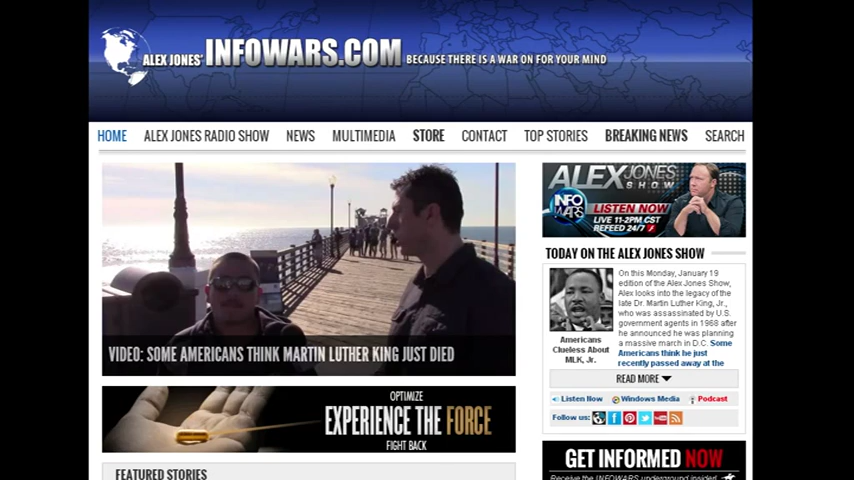 ALEX JONES' INFOWARS.COM BECAUSE THERE IS A WAR ON FOR YOUR MIND
HOME ALEX JONES RADIO SHOW NEWS MULTIMEDIA STORE CONTACT TOP STORIES BREAKING NEWS SEARCH
VIDEO: SOME AMERICANS THINK MARTIN LUTHER KING JUST DIED
OPTIMIZE
EXPERIENCE THE FORCE
FIGHT BACK
FEATURED STORIES
ALEX JONES
SHOW
INFO
WARS
LISTEN NOW
LIVE 11-2PM CST
REFEED 24/7
TODAY ON THE ALEX JONES SHOW
Americans
Clueless About
MLK, Jr.
On this Monday, January 19
edition of the Alex Jones Show,
Alex looks into the legacy of the
late Dr. Martin Luther King, Jr.,
who was assassinated by U.S.
government agents in 1968 after
he announced he was planning
a massive march in D.C. Some
Americans think he just
recently passed away at the
READ MORE
Listen Now Windows Media Podcast
Follow us:
GET INFORMED NOW
Receive the INFOWARS underground insider!